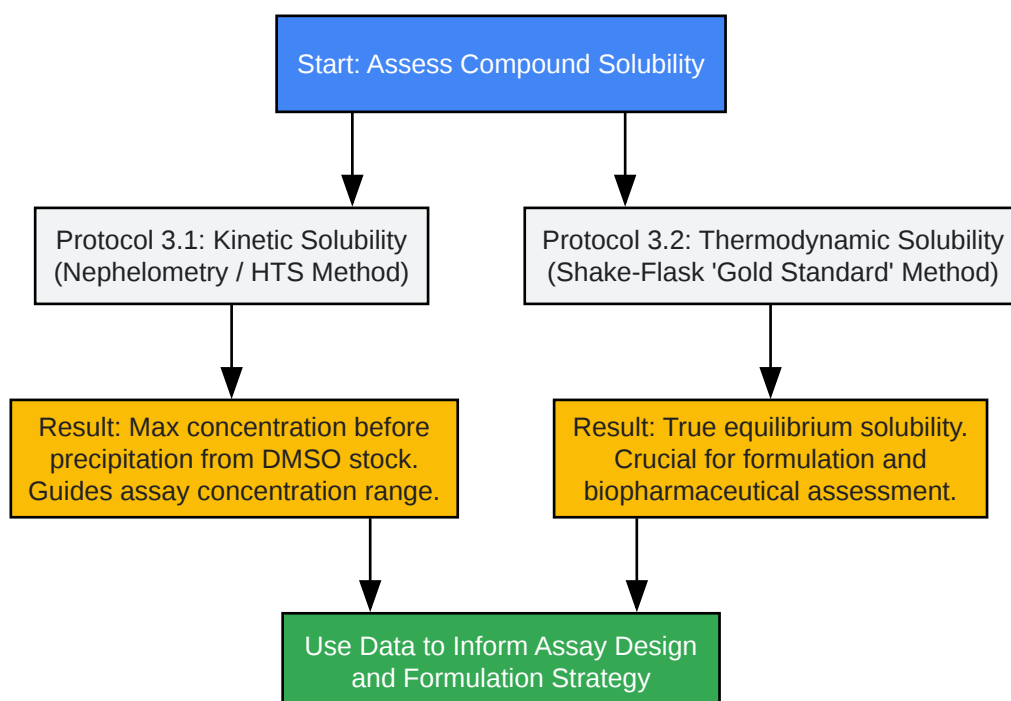 Start: Assess Compound Solubility
Protocol 3.1: Kinetic Solubility
(Nephelometry / HTS Method)
Protocol 3.2: Thermodynamic Solubility
(Shake-Flask 'Gold Standard' Method)
Result: Max concentration before
precipitation from DMSO stock.
Guides assay concentration range.
Result: True equilibrium solubility.
Crucial for formulation and
biopharmaceutical assessment.
Use Data to Inform Assay Design
and Formulation Strategy